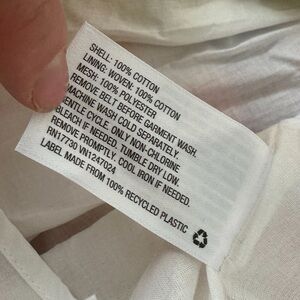 SHELL: 100% COTTON
LINING: WOVEN: 100% COTTON
MESH: 100% POLYESTER
REMOVE BELT BEFORE GARMENT WASH.
MACHINE WASH COLD SEPARATELY.
GENTLE CYCLE. ONLY NON-CHLORINE
BLEACH IF NEEDED. TUMBLE DRY LOW.
REMOVE PROMPTLY. COOL IRON IF NEEDED.
RN17730 VN1247024
LABEL MADE FROM 100% RECYCLED PLASTIC